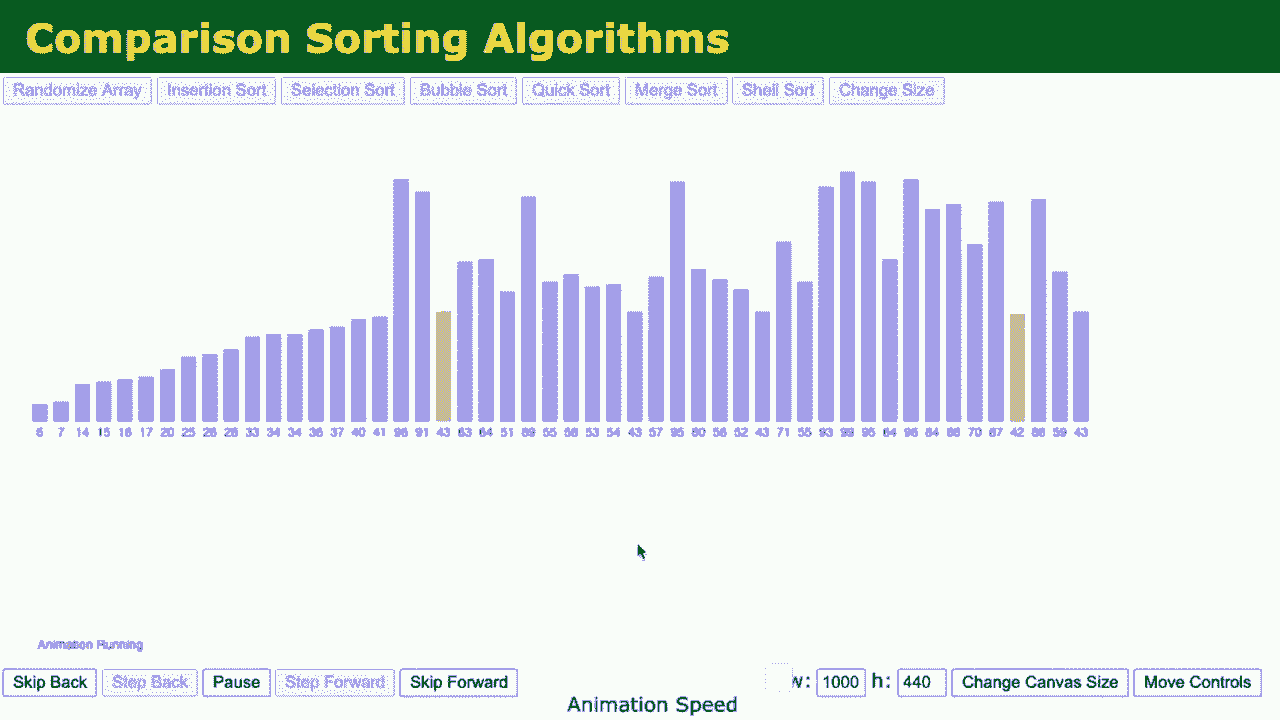 Comparison Sorting Algorithms
Randomize Array Insertion Sort Selection Sort Bubble Sort Quick Sort Merge Sort Shell Sort Change Size
6 7 14 15 16 17 20 25 26 28 33 34 34 36 37 40 41 96 91 43 63 64 51 89 55 58 53 54 43 57 95 60 56 52 43 71 55 93 99 95 64 96 84 86 70 87 42 88 59 43
Animation Running
Skip Back Step Back Pause Step Forward Skip Forward w: 1000 h: 440 Change Canvas Size Move Controls
Animation Speed